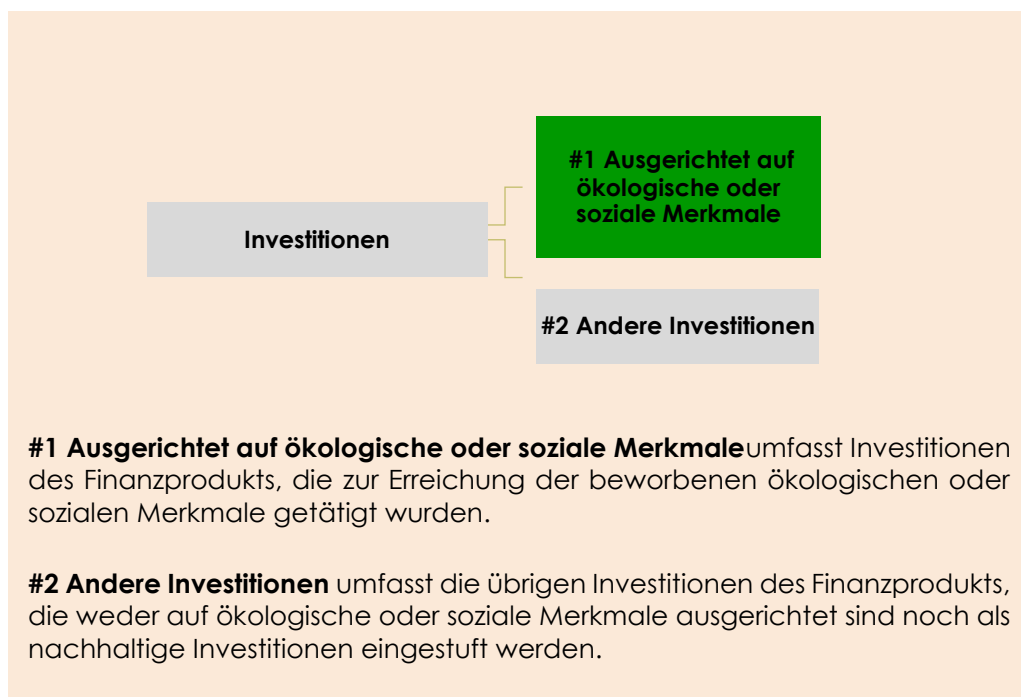 #1 Ausgerichtet auf
ökologische oder
soziale Merkmale
Investitionen
#2 Andere Investitionen
#1 Ausgerichtet auf ökologische oder soziale Merkmaleumfasst Investitionen
des Finanzprodukts, die zur Erreichung der beworbenen ökologischen oder
sozialen Merkmale getätigt wurden.
#2 Andere Investitionen umfasst die übrigen Investitionen des Finanzprodukts,
die weder auf ökologische oder soziale Merkmale ausgerichtet sind noch als
nachhaltige Investitionen eingestuft werden.